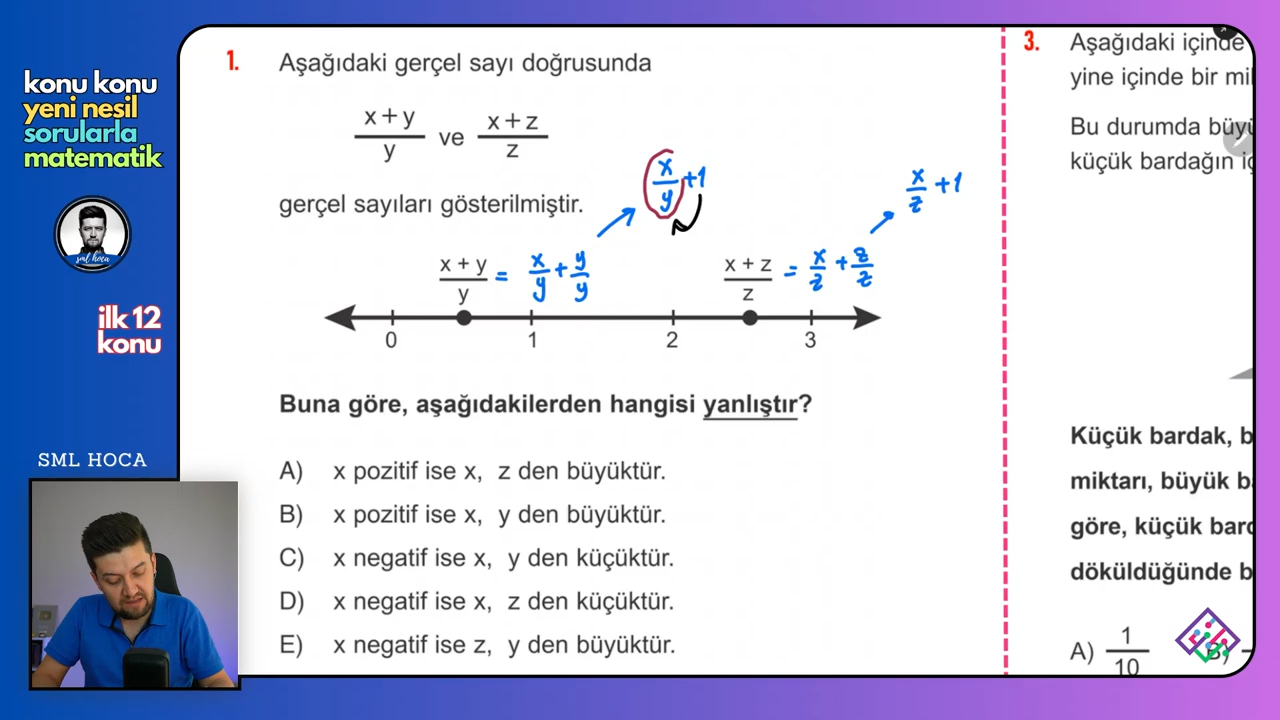 konu konu
yeni nesil
sorularla
matematik
sml hoca
ilk 12
konu
SML HOCA
1. Aşağıdaki gerçel sayı doğrusunda
x + y / y ve x + z / z
gerçel sayıları gösterilmiştir.
x/y +1
x/z +1
x + y / y = x/y + y/y
x + z / z = x/z + z/z
0 1 2 3
Buna göre, aşağıdakilerden hangisi yanlıştır?
A) x pozitif ise x, z den büyüktür.
B) x pozitif ise x, y den büyüktür.
C) x negatif ise x, y den küçüktür.
D) x negatif ise x, z den küçüktür.
E) x negatif ise z, y den büyüktür.
3. Aşağıdaki içinde
yine içinde bir mi
Bu durumda büyü
küçük bardağın iç
Küçük bardak, b
miktarı, büyük b
göre, küçük bard
döküldüğünde b
A) 1/10